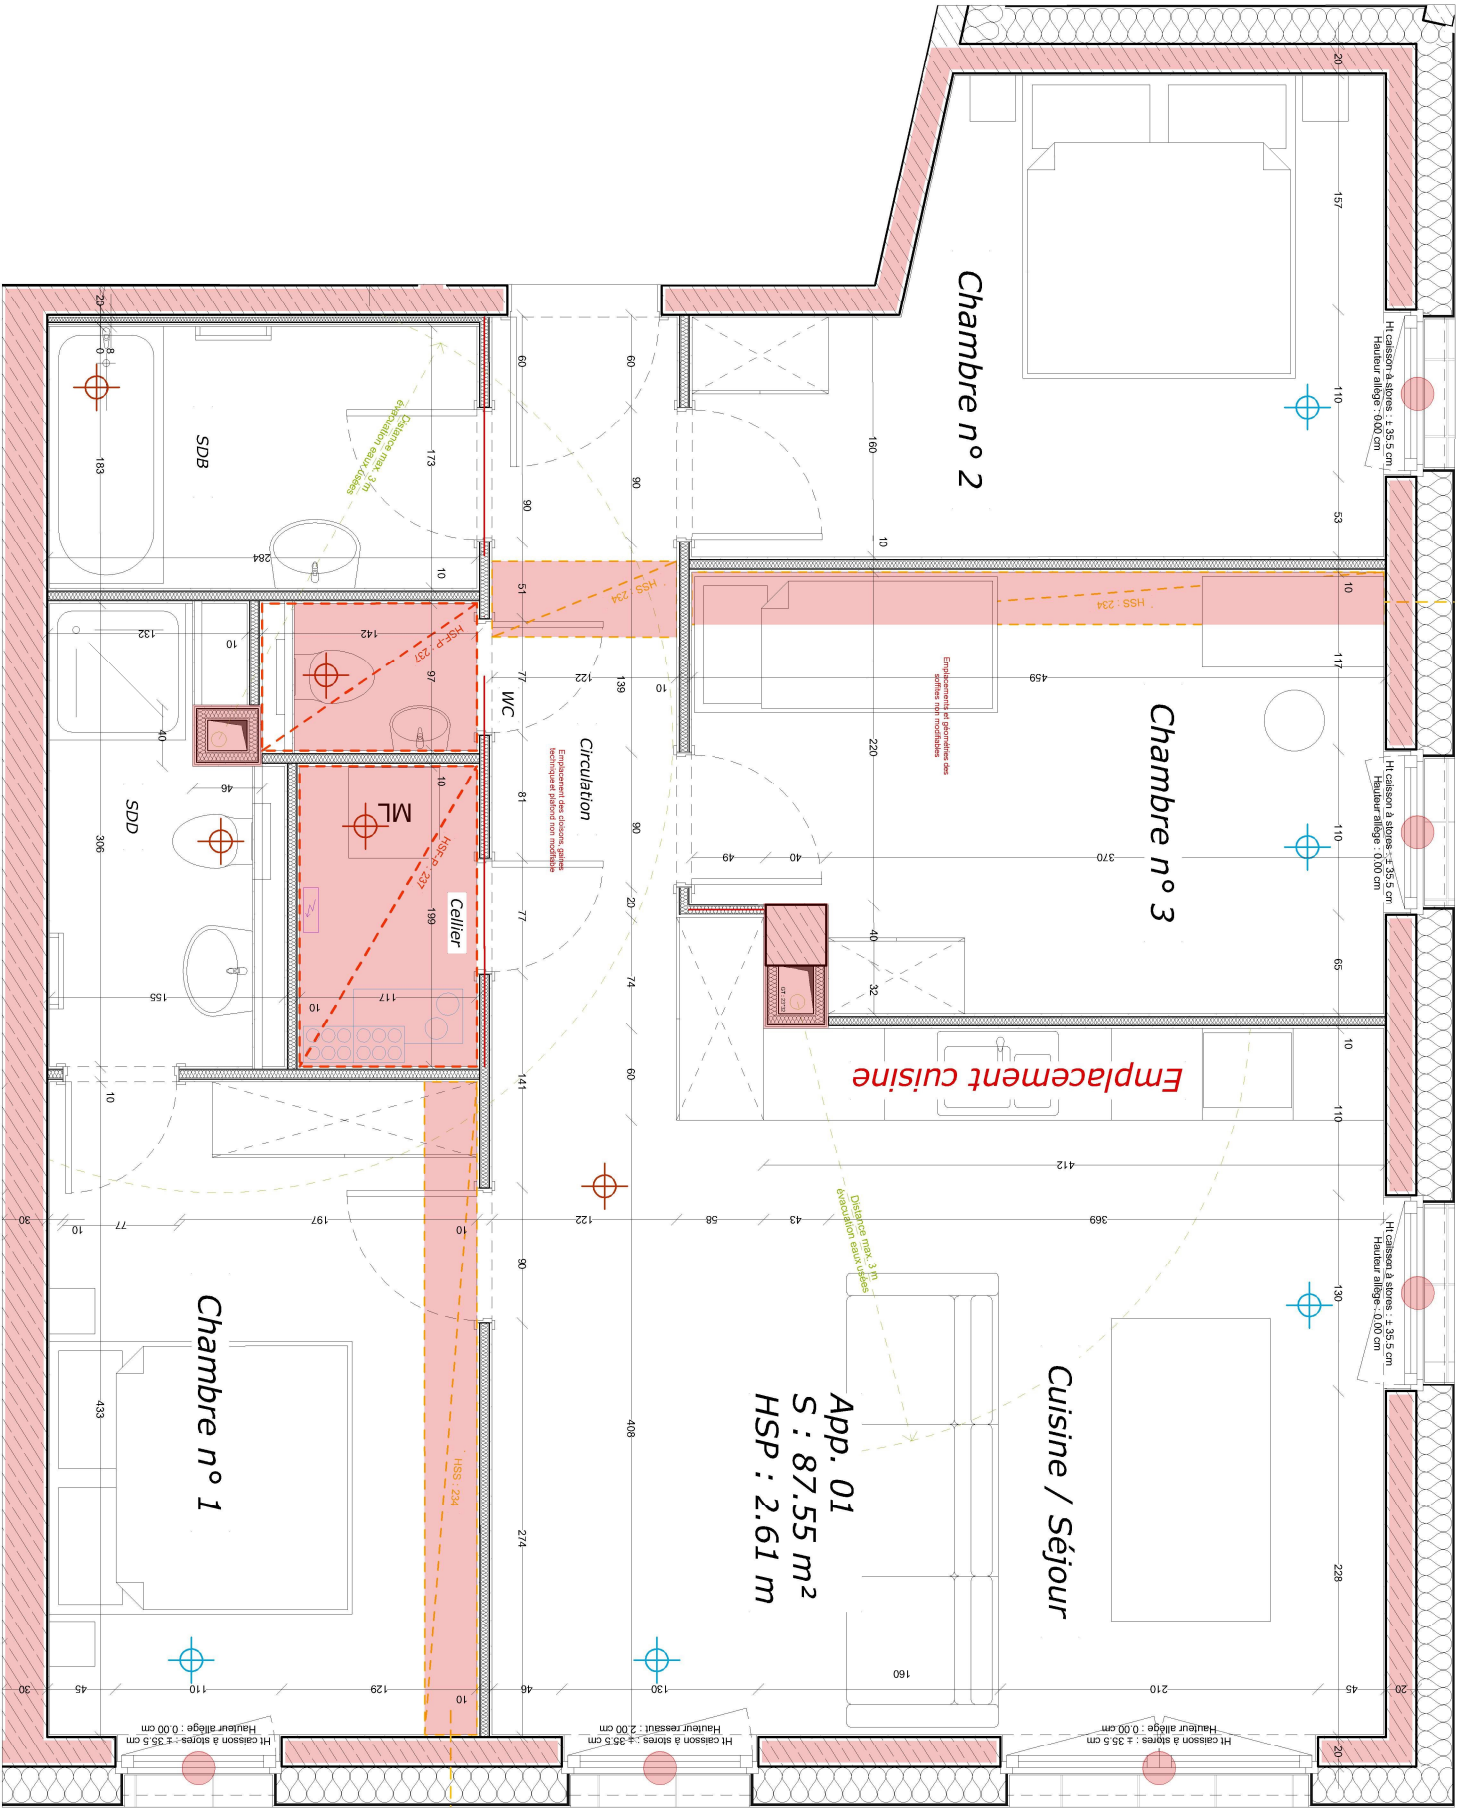 Chambre n° 2
Ht caisson à stores : ± 35.5 cm
Hauteur allège : 0.00 cm
20
157
110
53
160
10
SDB
Distance max. 3 m
évacuation eaux usées
20
8
0
183
173
284
10
60
60
90
90
51
HSS : 234
HSS : 234
10
117
Chambre n° 3
Ht caisson à stores : ± 35.5 cm
Hauteur allège : 0.00 cm
Emplacements et géométries des
soffites non modifiables
459
220
110
370
40
49
40
32
65
10
132
10
142
HSF-P : 237
97
WC
77
122
139
10
Circulation
Emplacement des cloisons, gaines
technique et plafond non modifiable
81
90
20
77
74
60
141
40
46
SDD
306
155
10
ML
HSF-P : 237
Cellier
199
117
10
10
Emplacement cuisine
110
412
Distance max. 3 m
évacuation eaux usées
Ht caisson à stores : ± 35.5 cm
Hauteur allège : 0.00 cm
30
10
77
197
10
122
58
43
369
90
130
Chambre n° 1
433
HSS : 234
274
408
App. 01
S : 87.55 m²
HSP : 2.61 m
Cuisine / Séjour
228
160
30
45
110
129
10
46
130
210
45
20
20
Ht caisson à stores : ± 35.5 cm
Hauteur allège : 0.00 cm
Ht caisson à stores : ± 35.5 cm
Hauteur ressaut : 2.00 cm
Ht caisson à stores : ± 35.5 cm
Hauteur allège : 0.00 cm